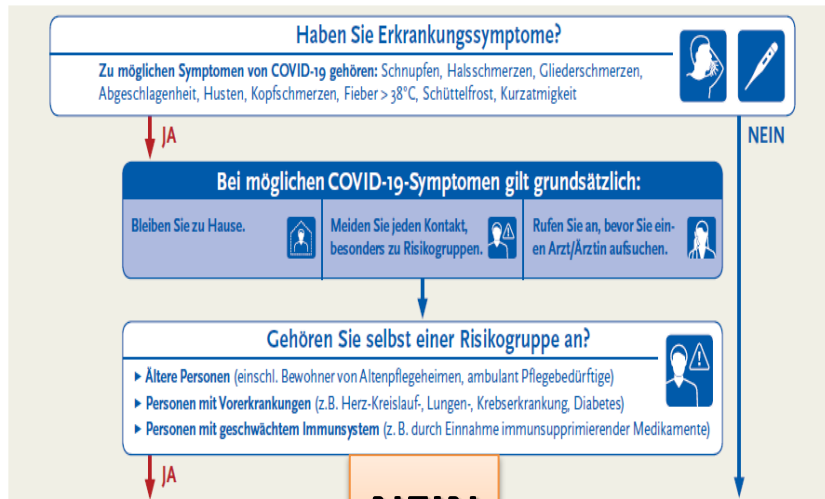 Haben Sie Erkrankungssymptome?
Zu möglichen Symptomen von COVID-19 gehören: Schnupfen, Halsschmerzen, Gliederschmerzen,
Abgeschlagenheit, Husten, Kopfschmerzen, Fieber > 38°C, Schüttelfrost, Kurzatmigkeit
JA
NEIN
Bei möglichen COVID-19-Symptomen gilt grundsätzlich:
Bleiben Sie zu Hause.
Meiden Sie jeden Kontakt,
besonders zu Risikogruppen.
Rufen Sie an, bevor Sie ein-
en Arzt/Ärztin aufsuchen.
Gehören Sie selbst einer Risikogruppe an?
▸ Ältere Personen (einschl. Bewohner von Altenpflegeheimen, ambulant Pflegebedürftige)
▸ Personen mit Vorerkrankungen (z.B. Herz-Kreislauf-, Lungen-, Krebserkrankung, Diabetes)
▸ Personen mit geschwächtem Immunsystem (z. B. durch Einnahme immunsupprimierender Medikamente)
JA